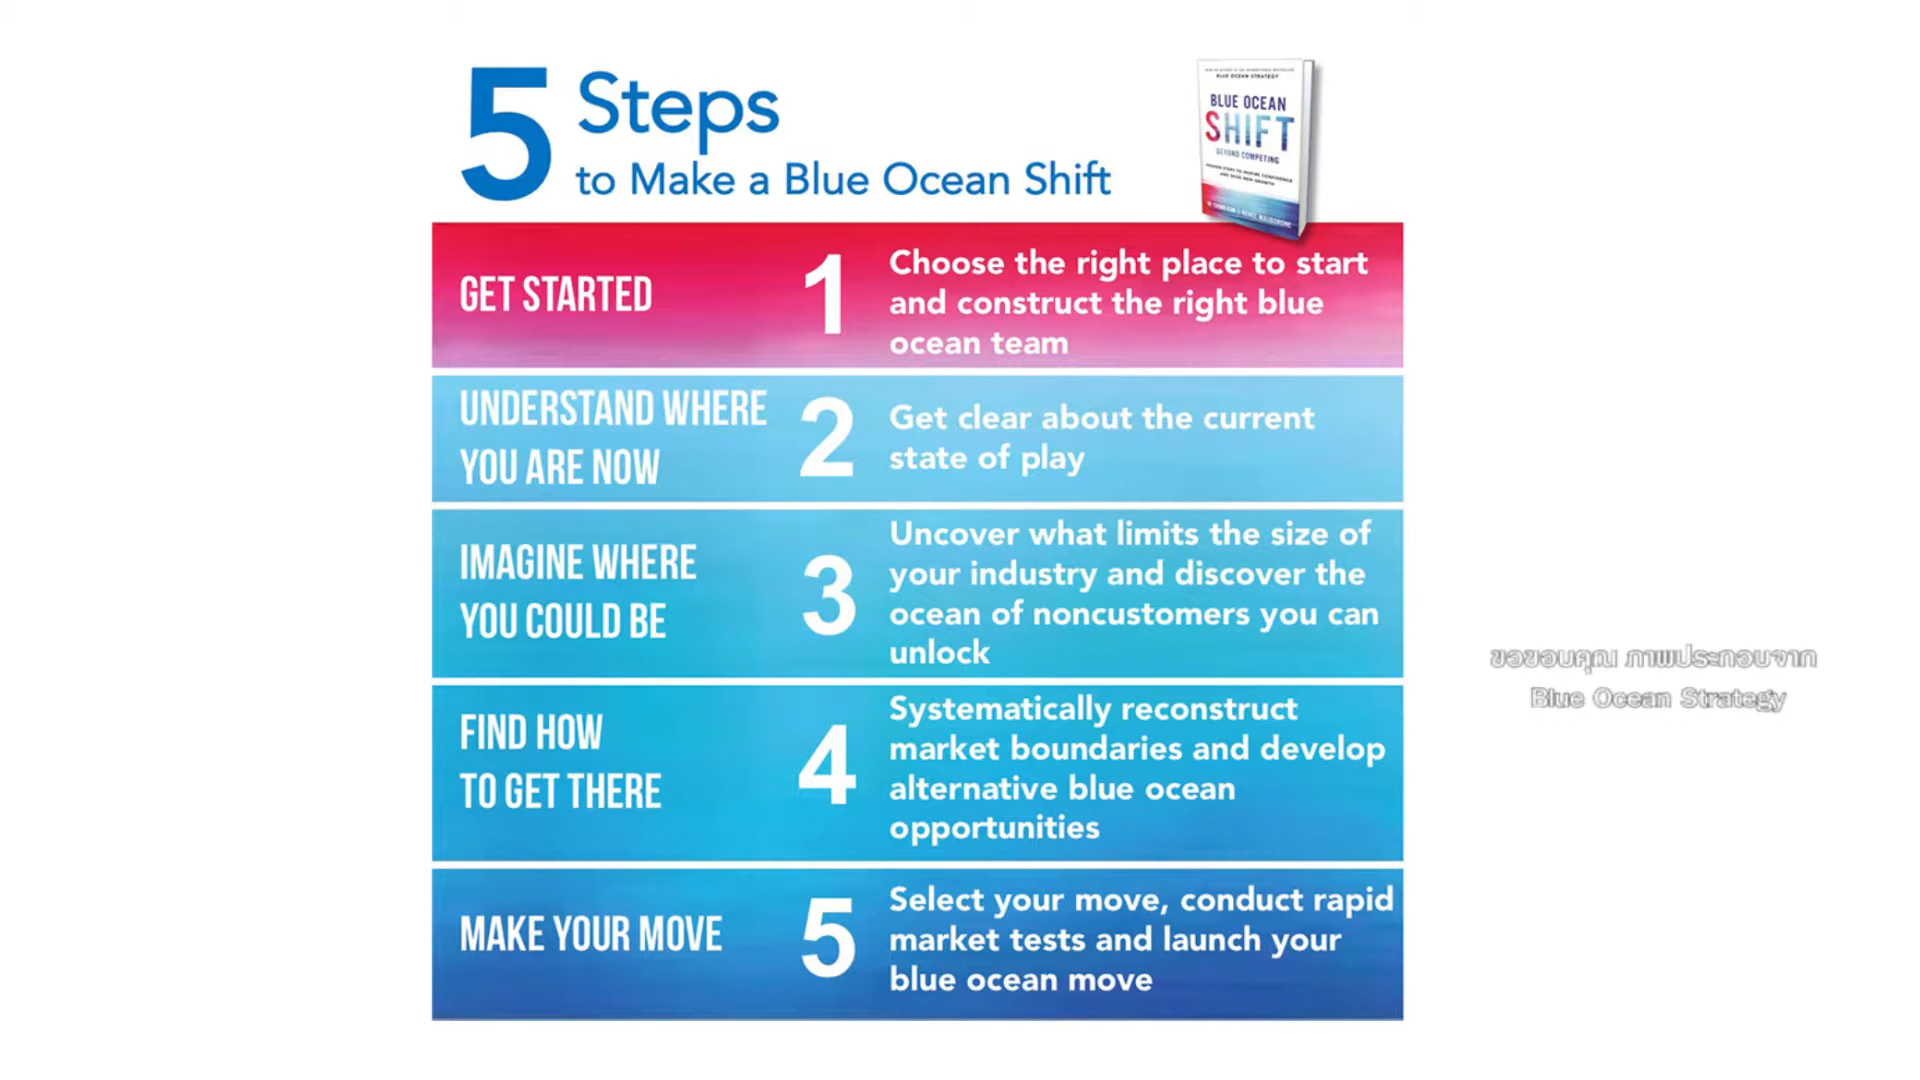 5 Steps
to Make a Blue Ocean Shift
BLUE OCEAN STRATEGY
BLUE OCEAN
SHIFT
BEYOND COMPETING
GET STARTED
1
Choose the right place to start
and construct the right blue
ocean team
UNDERSTAND WHERE
YOU ARE NOW
2
Get clear about the current
state of play
IMAGINE WHERE
YOU COULD BE
3
Uncover what limits the size of
your industry and discover the
ocean of noncustomers you can
unlock
FIND HOW
TO GET THERE
4
Systematically reconstruct
market boundaries and develop
alternative blue ocean
opportunities
MAKE YOUR MOVE
5
Select your move, conduct rapid
market tests and launch your
blue ocean move
ขอขอบคุณ ภาพประกอบจาก
Blue Ocean Strategy